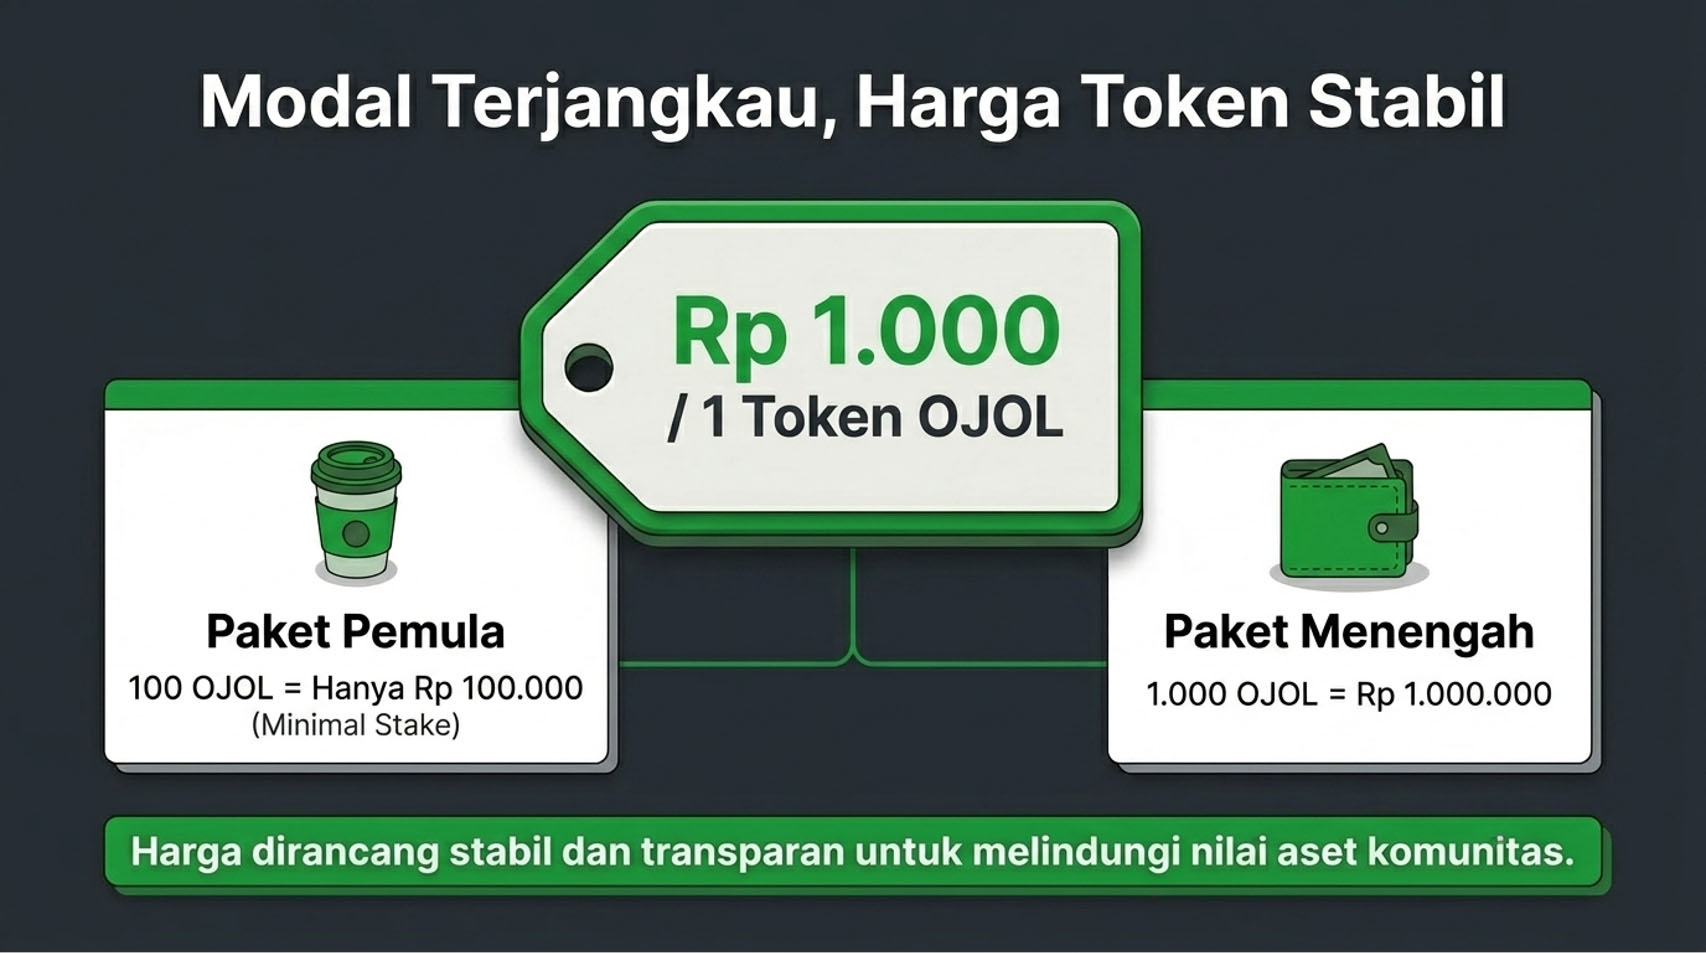 Modal Terjangkau, Harga Token Stabil
Rp 1.000
/ 1 Token OJOL
Paket Pemula
100 OJOL = Hanya Rp 100.000
(Minimal Stake)
Paket Menengah
1.000 OJOL = Rp 1.000.000
Harga dirancang stabil dan transparan untuk melindungi nilai aset komunitas.